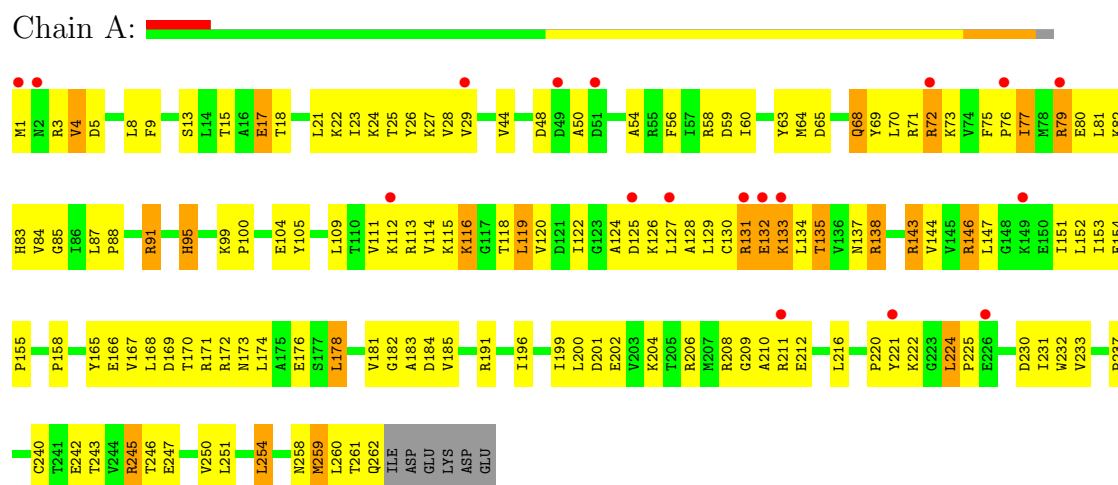 Chain A:
M1 N2 R3 V4 D5 L8 F9 S13 L14 T15 A16 E17 T18 L21 K22 I23 K24 T25 Y26 K27 V28 V29 V44 D48 D49 A50 D51 A54 R55 F56 I57 R58 D59 I60 Y63 M64 D65 Q68 Y69 L70 R71 R72 K73 V74 F75 P76 I77 M78 R79 E80 L81 K82
H83 V84 G85 I86 L87 P88 R91 H95 K99 P100 E104 Y105 L109 T110 V111 K112 R113 V114 K115 K116 G117 T118 L119 V120 D121 I122 G123 A124 D125 K126 L127 A128 L129 C130 R131 E132 K133 L134 T135 V136 N137 R138 R143 V144 V145 R146 L147 G148 K149 E150 I151 L152 I153 E154
P155 P158 Y165 E166 V167 L168 D169 T170 R171 R172 N173 L174 A175 E176 S177 L178 V181 G182 A183 D184 V185 R191 I196 I199 L200 D201 E202 V203 K204 T205 R206 M207 R208 G209 A210 R211 E212 L216 P220 Y221 K222 G223 L224 P225 E226 D230 I231 W232 V233
C240 T241 E242 T243 V244 R245 T246 E247 V250 L251 L254 N258 M259 L260 T261 Q262 ILE ASP GLU LYS ASP GLU